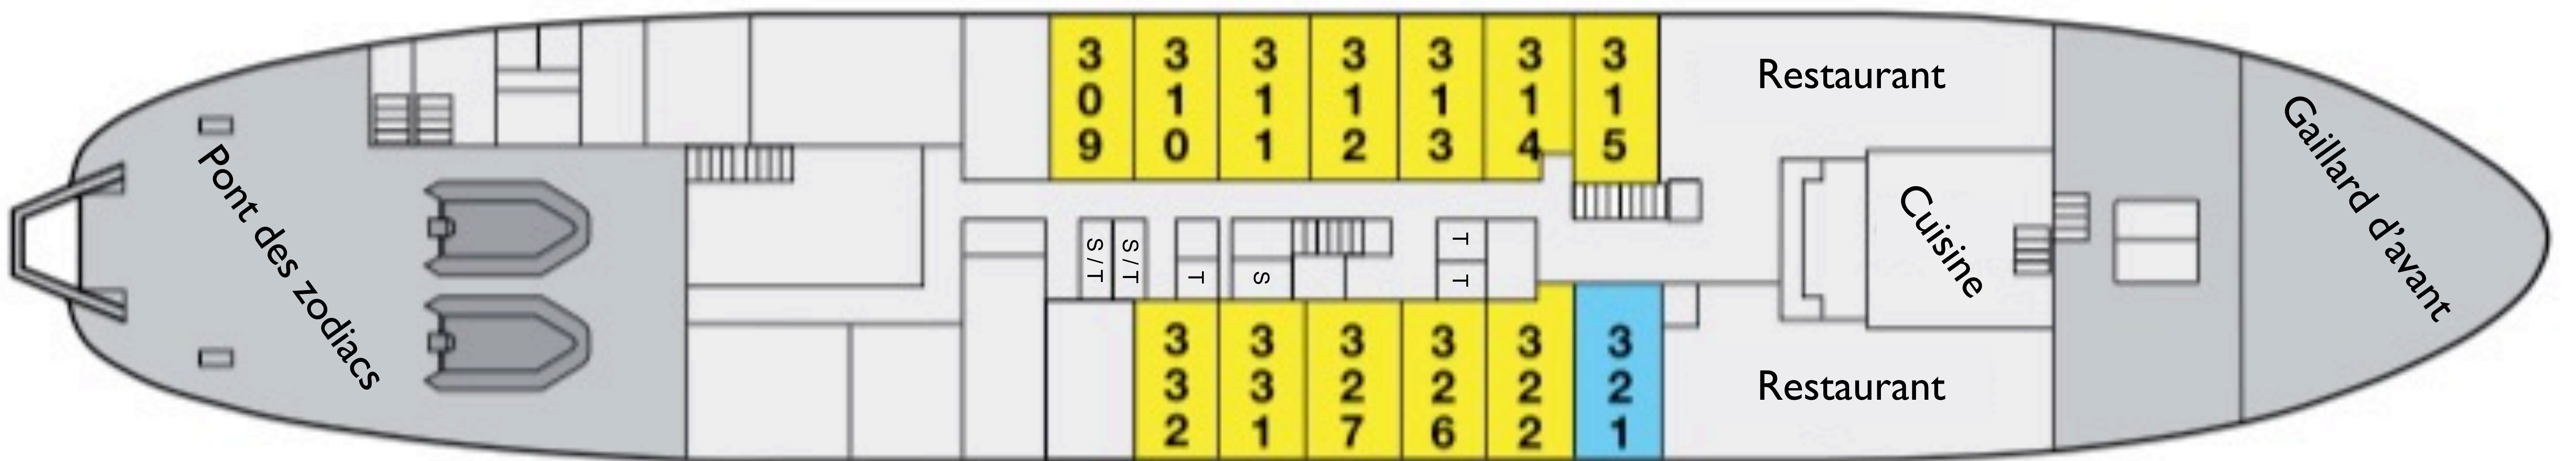 309
310
311
312
313
314
315
Restaurant
Pont des zodiacs
S/T
S/T
T
S
T
T
Cuisine
Gaillard d'avant
332
331
327
326
322
321
Restaurant